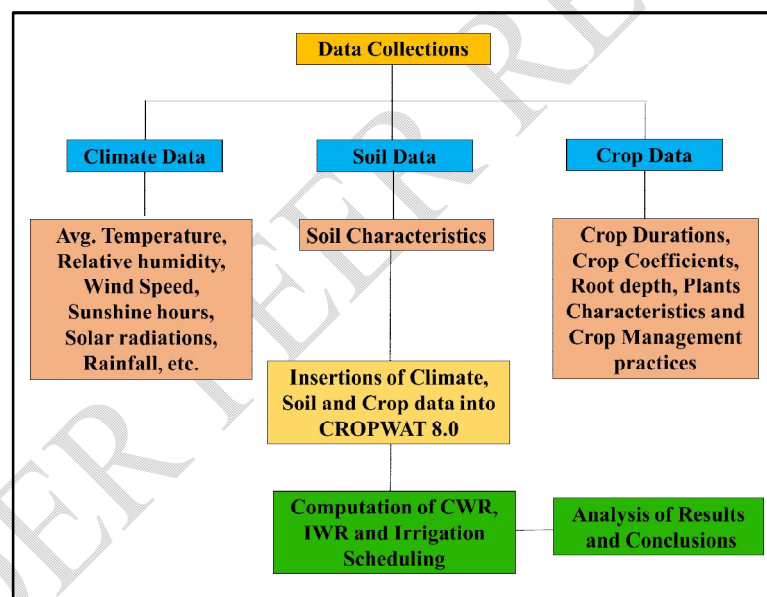 Data Collections
Climate Data
Soil Data
Crop Data
Avg. Temperature,
Relative humidity,
Wind Speed,
Sunshine hours,
Solar radiations,
Rainfall, etc.
Soil Characteristics
Crop Durations,
Crop Coefficients,
Root depth, Plants
Characteristics and
Crop Management
practices
Insertions of Climate,
Soil and Crop data into
CROPWAT 8.0
Computation of CWR,
IWR and Irrigation
Scheduling
Analysis of Results
and Conclusions